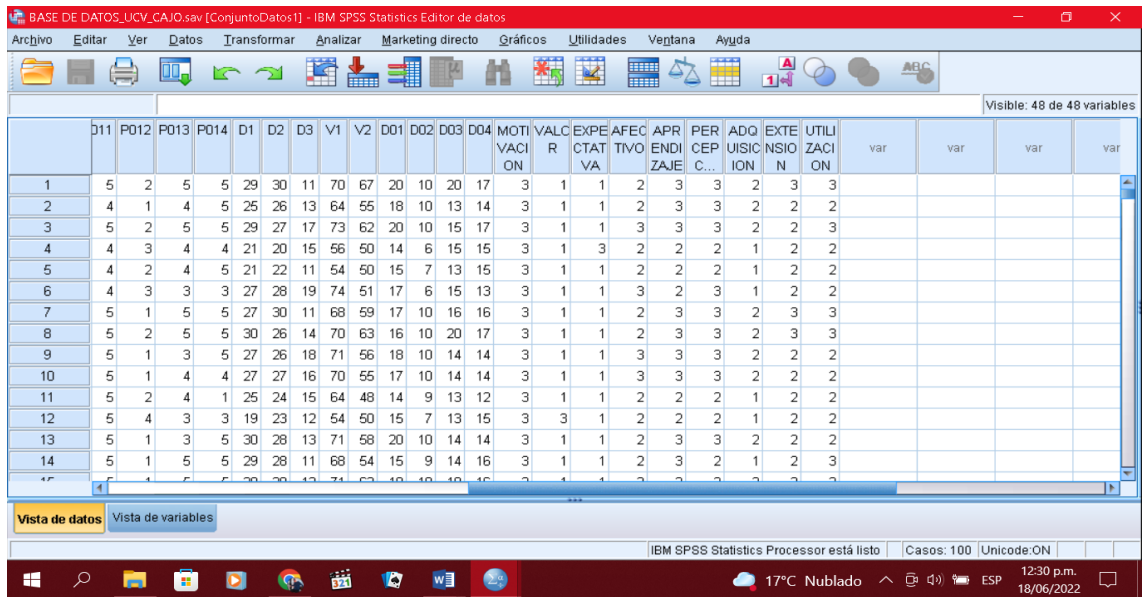 BASE DE DATOS_UCV_CAJO.sav [ConjuntoDatos1] - IBM SPSS Statistics Editor de datos
Archivo Editar Ver Datos Transformar Analizar Marketing directo Gráficos Utilidades Ventana Ayuda
Visible: 48 de 48 variables
D11 P012 P013 P014 D1 D2 D3 V1 V2 D01 D02 D03 D04 MOTIVACION VALOR EXPECTATVA AFECTIVO APRENDIZAJE PERCEPC... ADQUISICION EXTENSION UTILIZACION var var var var
1 5 2 5 5 29 30 11 70 67 20 10 20 17 3 1 1 2 3 3 2 3 3
2 4 1 4 5 25 26 13 64 55 18 10 13 14 3 1 1 2 3 3 2 2 2
3 5 2 5 5 29 27 17 73 62 20 10 15 17 3 1 1 3 3 3 2 2 3
4 4 3 4 4 21 20 15 56 50 14 6 15 15 3 1 3 2 2 2 1 2 2
5 4 2 4 5 21 22 11 54 50 15 7 13 15 3 1 1 2 2 2 1 2 2
6 4 3 3 3 27 28 19 74 51 17 6 15 13 3 1 1 3 2 3 1 2 2
7 5 1 5 5 27 30 11 68 59 17 10 16 16 3 1 1 2 3 3 2 3 3
8 5 2 5 5 30 26 14 70 63 16 10 20 17 3 1 1 2 3 3 2 3 3
9 5 1 3 5 27 26 18 71 56 18 10 14 14 3 1 1 3 3 3 2 2 2
10 5 1 4 4 27 27 16 70 55 17 10 14 14 3 1 1 3 3 3 2 2 2
11 5 2 4 1 25 24 15 64 48 14 9 13 12 3 1 1 2 2 2 1 2 2
12 5 4 3 3 19 23 12 54 50 15 7 13 15 3 3 1 2 2 2 1 2 2
13 5 1 3 5 30 28 13 71 58 20 10 14 14 3 1 1 2 3 3 2 2 2
14 5 1 5 5 29 28 11 68 54 15 9 14 16 3 1 1 2 3 2 1 2 3
Vista de datos Vista de variables
IBM SPSS Statistics Processor está listo Casos: 100 Unicode:ON
17°C Nublado ESP 12:30 p.m.
18/06/2022